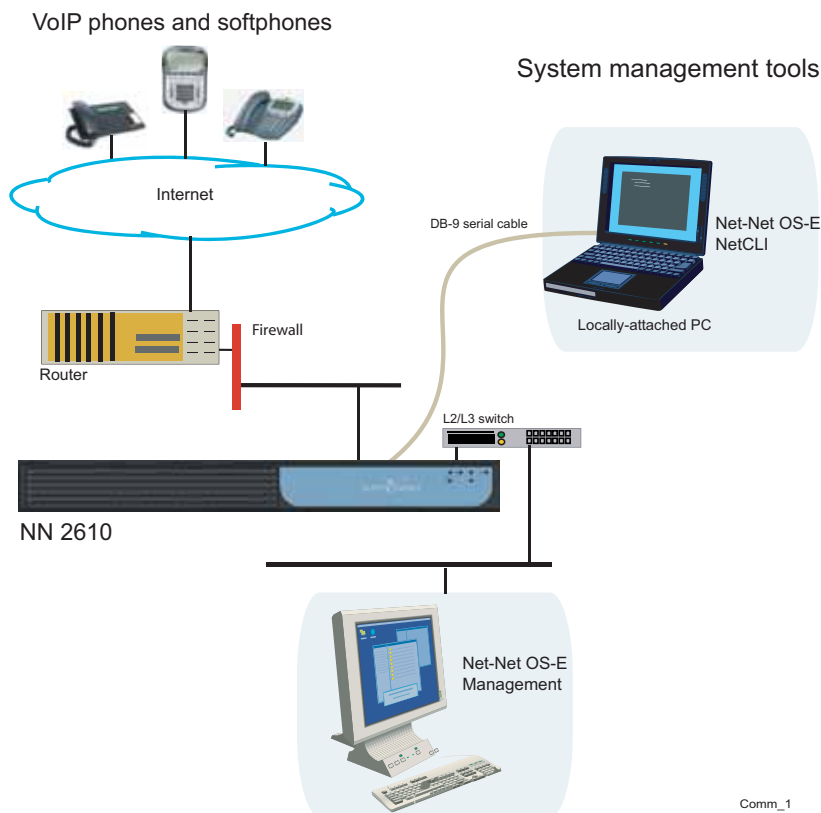 VoIP phones and softphones
System management tools
Internet
DB-9 serial cable
Net-Net OS-E
NetCLI
Locally-attached PC
Firewall
Router
L2/L3 switch
NN 2610
Net-Net OS-E
Management
Comm_1